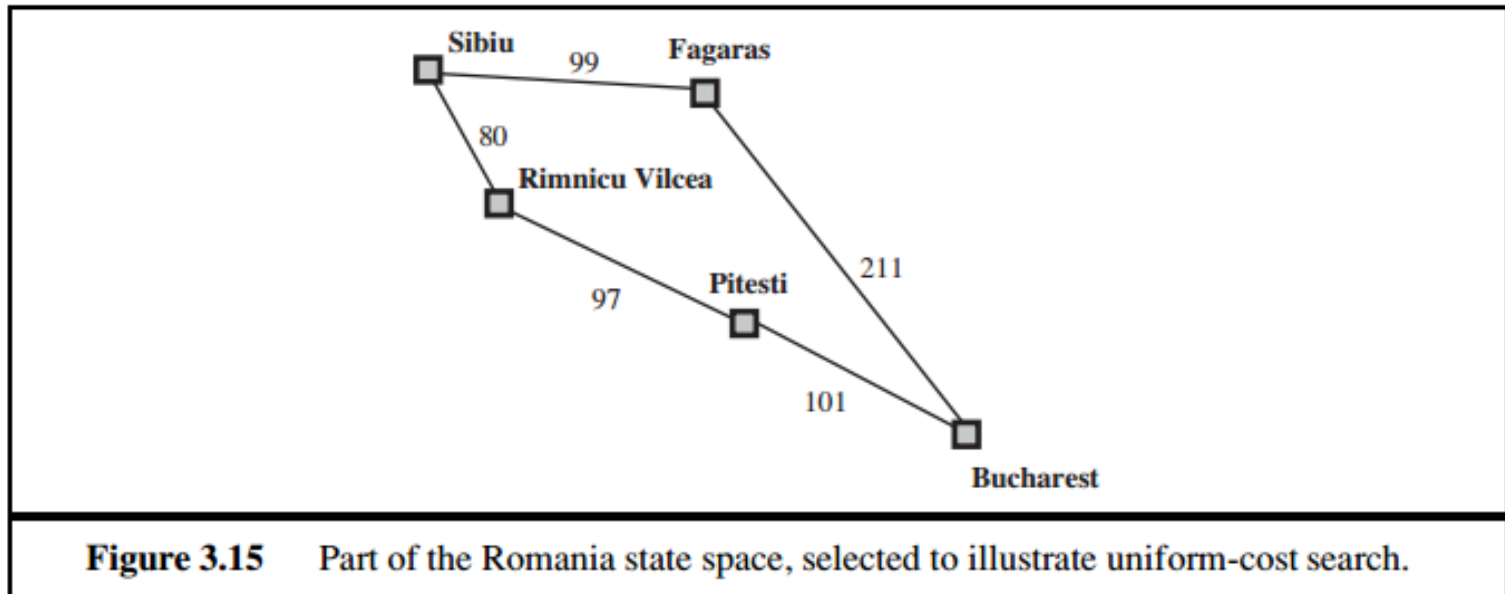 Sibiu
Fagaras
99
80
Rimnicu Vilcea
211
Pitesti
97
101
Bucharest
Figure 3.15 Part of the Romania state space, selected to illustrate uniform-cost search.